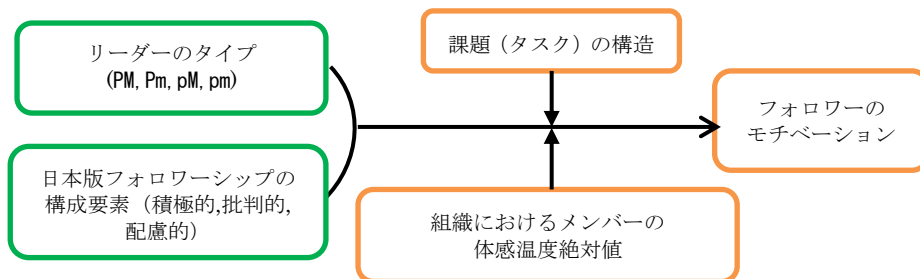 リーダーのタイプ
(PM, Pm, pM, pm)
日本版フォロワーシップの
構成要素（積極的,批判的,
配慮的）
課題（タスク）の構造
組織におけるメンバーの
体感温度絶対値
フォロワーの
モチベーション